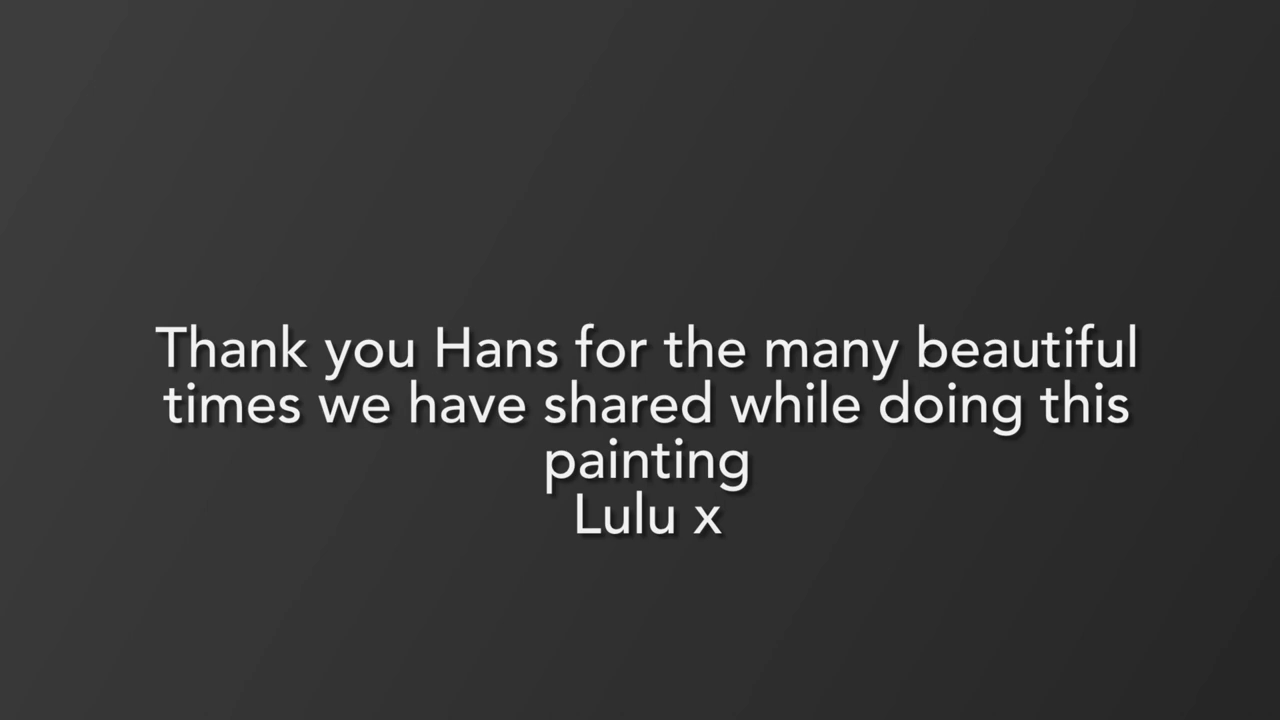 Thank you Hans for the many beautiful
times we have shared while doing this
painting
Lulu x